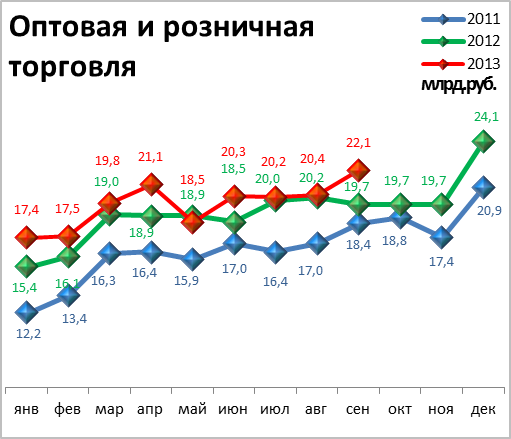 Оптовая и розничная
торговля
2011
2012
2013
млрд.руб.
17,4 17,5 19,8 21,1 18,5 20,3 20,2 20,4 22,1
15,4 16,1 19,0 18,9 18,9 18,5 20,0 20,2 19,7 19,7 19,7 24,1
12,2 13,4 16,3 16,4 15,9 17,0 16,4 17,0 18,4 18,8 17,4 20,9
янв фев мар апр май июн июл авг сен окт ноя дек